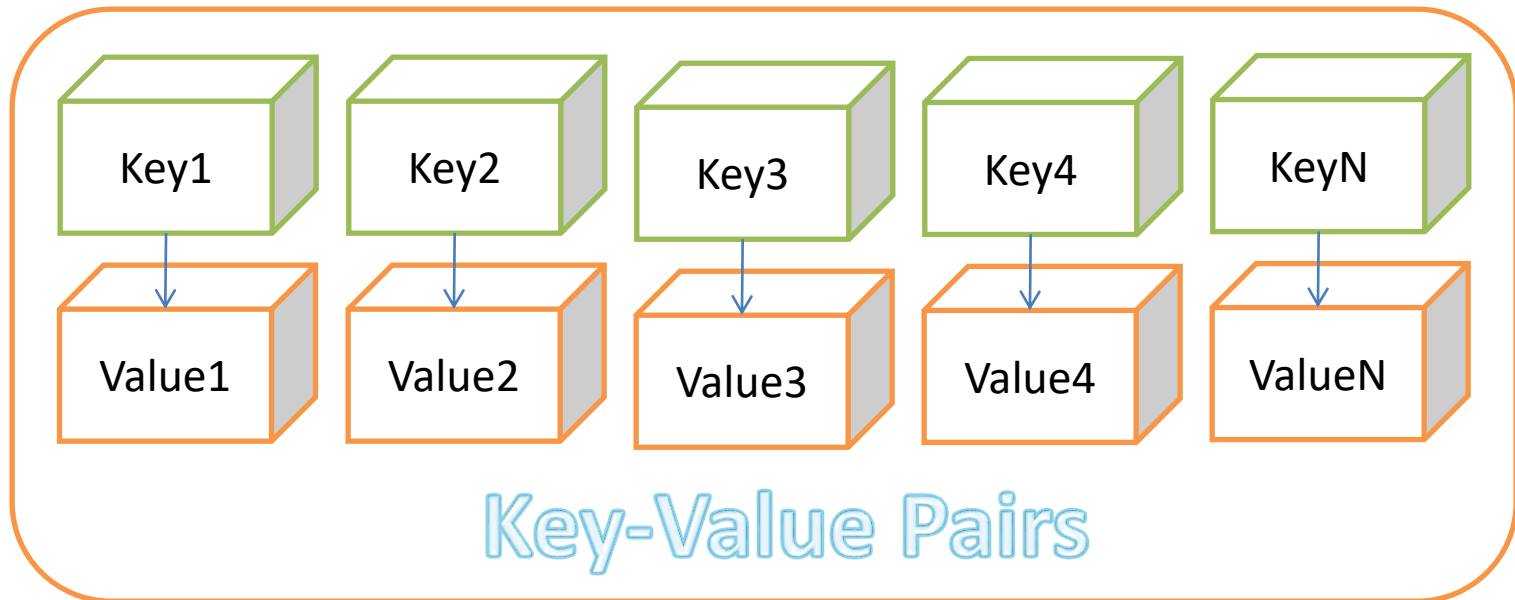 Key1 Key2 Key3 Key4 KeyN
Value1 Value2 Value3 Value4 ValueN
Key-Value Pairs